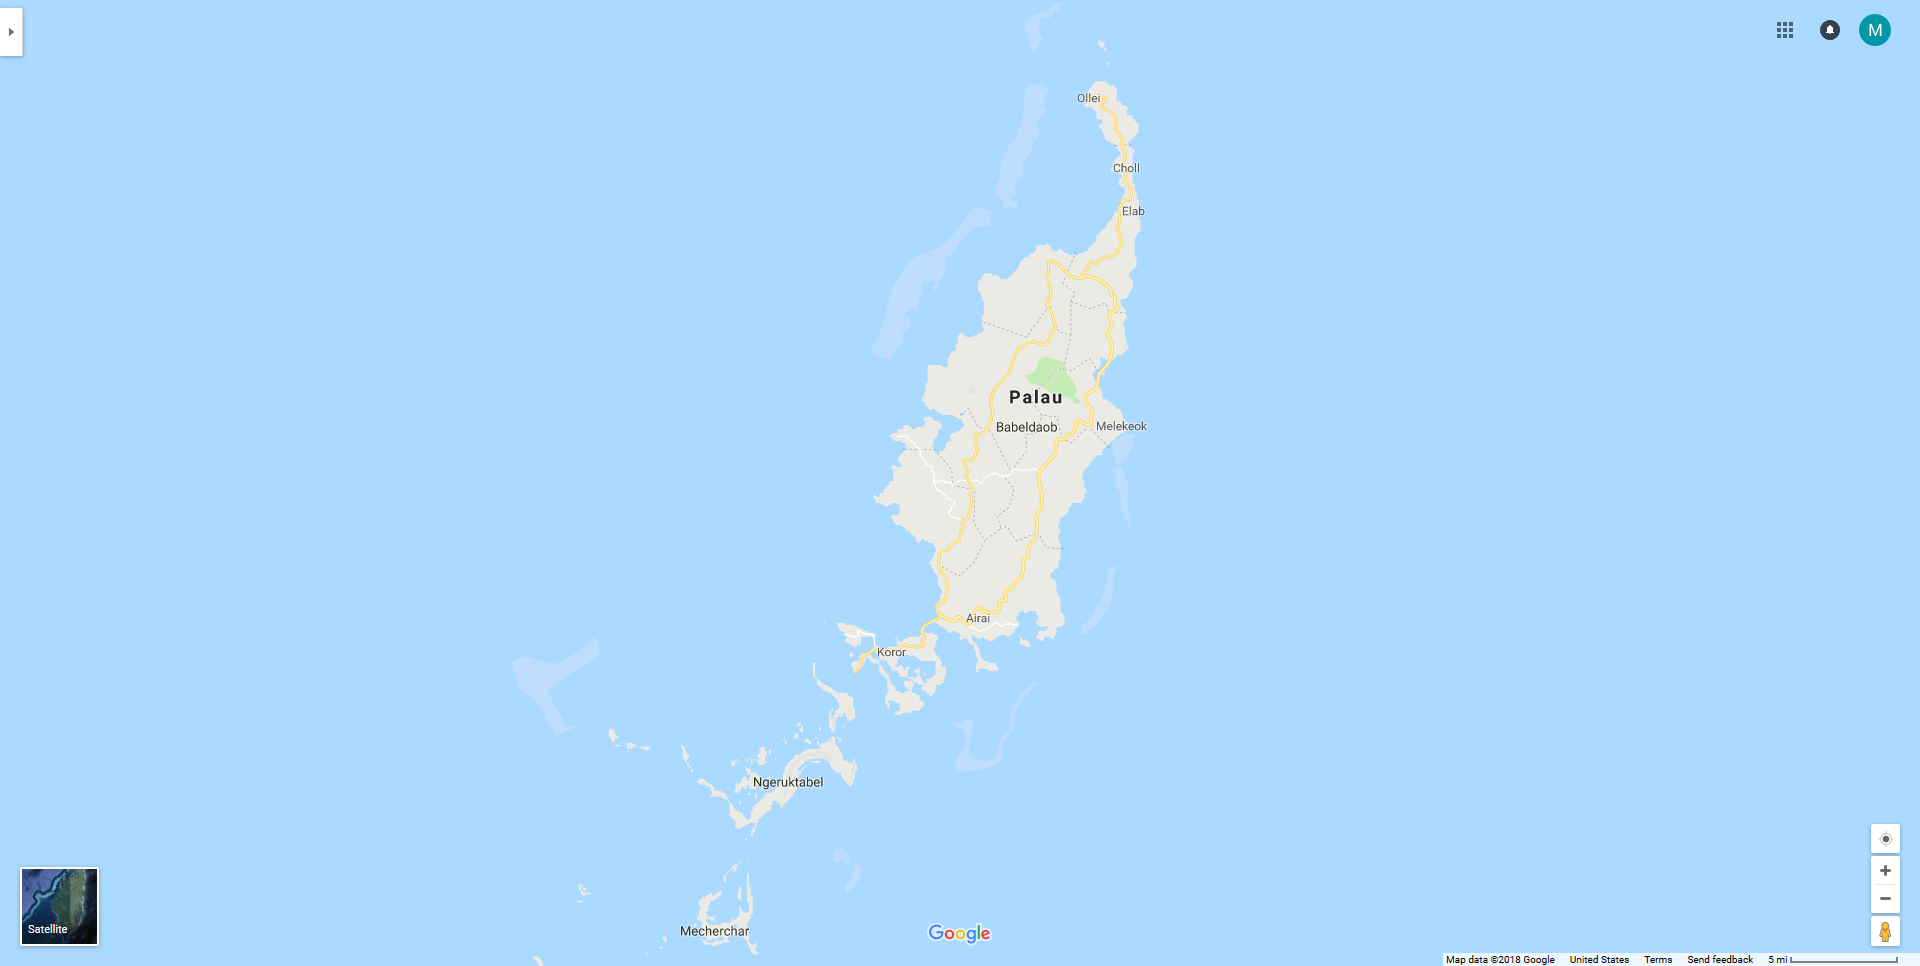 M
Ollei
Choll
Elab
Palau
Babeldaob
Melekeok
Airai
Koror
Ngeruktabel
Mecherchar
Satellite
Google
Map data ©2018 Google United States Terms Send feedback 5 mi